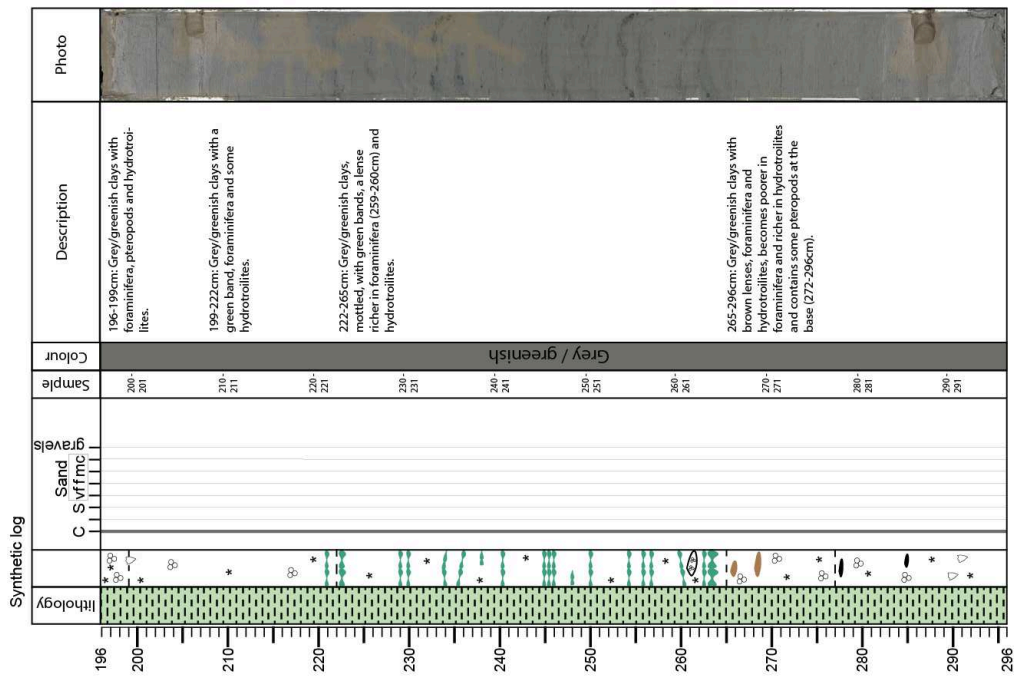 Synthetic log
lithology
C
S
vf
f
m
c
Sand
gravels
Sample
Colour
Description
Photo
196-199cm: Grey/greenish clays with
foraminifera, pteropods and hydrotroi-
lites.
199-222cm: Grey/greenish clays with a
green band, foraminifera and some
hydrotroilites.
222-265cm: Grey/greenish clays,
mottled, with green bands, a lense
richer in foraminifera (259-260cm) and
hydrotroilites.
265-296cm: Grey/greenish clays with
brown lenses, foraminifera and
hydrotroilites, becomes poorer in
foraminifera and richer in hydrotroilites
and contains some pteropods at the
base (272-296cm).
Grey / greenish
200-
201
210-
211
220-
221
230-
231
240-
241
250-
251
260-
261
270-
271
280-
281
290-
291
196
200
210
220
230
240
250
260
270
280
290
296